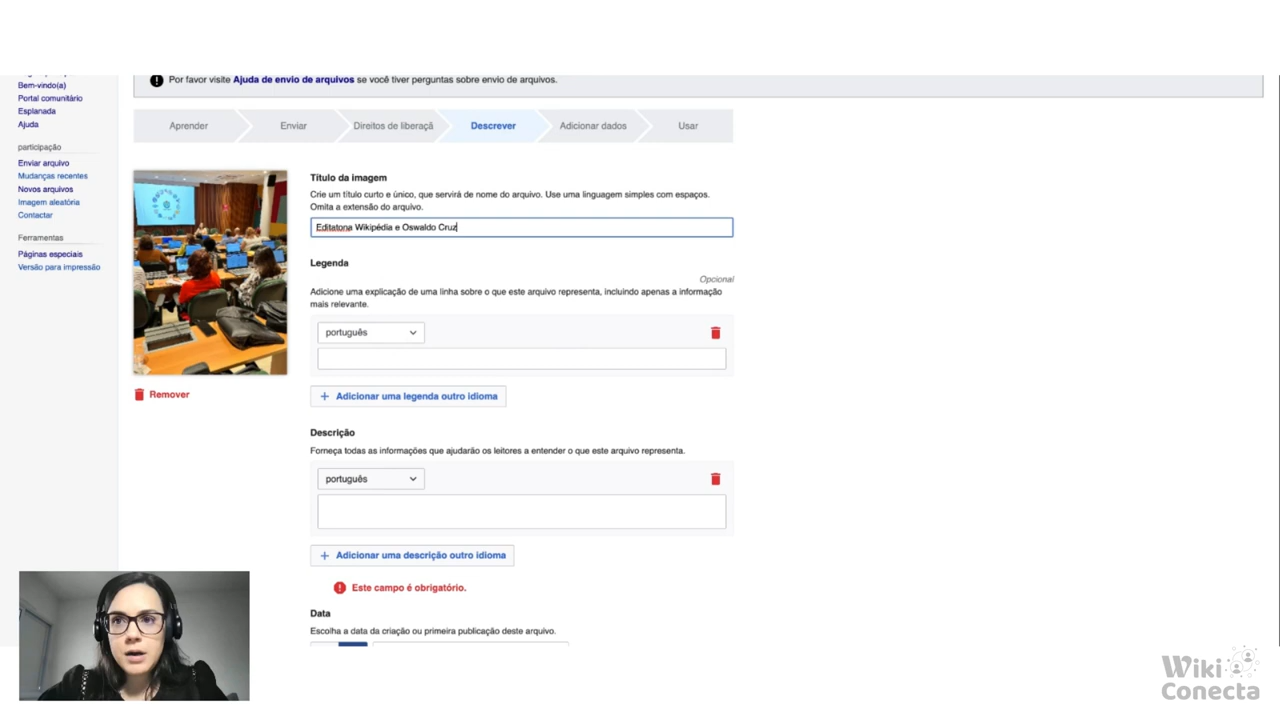 Por favor visite Ajuda de envio de arquivos se você tiver perguntas sobre envio de arquivos.
Bem-vindo(a)
Portal comunitário
Esplanada
Ajuda
participação
Enviar arquivo
Mudanças recentes
Novos arquivos
Imagem aleatória
Contactar
Ferramentas
Páginas especiais
Versão para impressão
Aprender
Enviar
Direitos de liberaçã
Descrever
Adicionar dados
Usar
Remover
Título da imagem
Crie um título curto e único, que servirá de nome do arquivo. Use uma linguagem simples com espaços.
Omita a extensão do arquivo.
Editatona Wikipédia e Oswaldo Cruz
Legenda
Opcional
Adicione uma explicação de uma linha sobre o que este arquivo representa, incluindo apenas a informação
mais relevante.
português
+ Adicionar uma legenda outro idioma
Descrição
Forneça todas as informações que ajudarão os leitores a entender o que este arquivo representa.
português
+ Adicionar uma descrição outro idioma
Este campo é obrigatório.
Data
Escolha a data da criação ou primeira publicação deste arquivo.
Wiki
Conecta